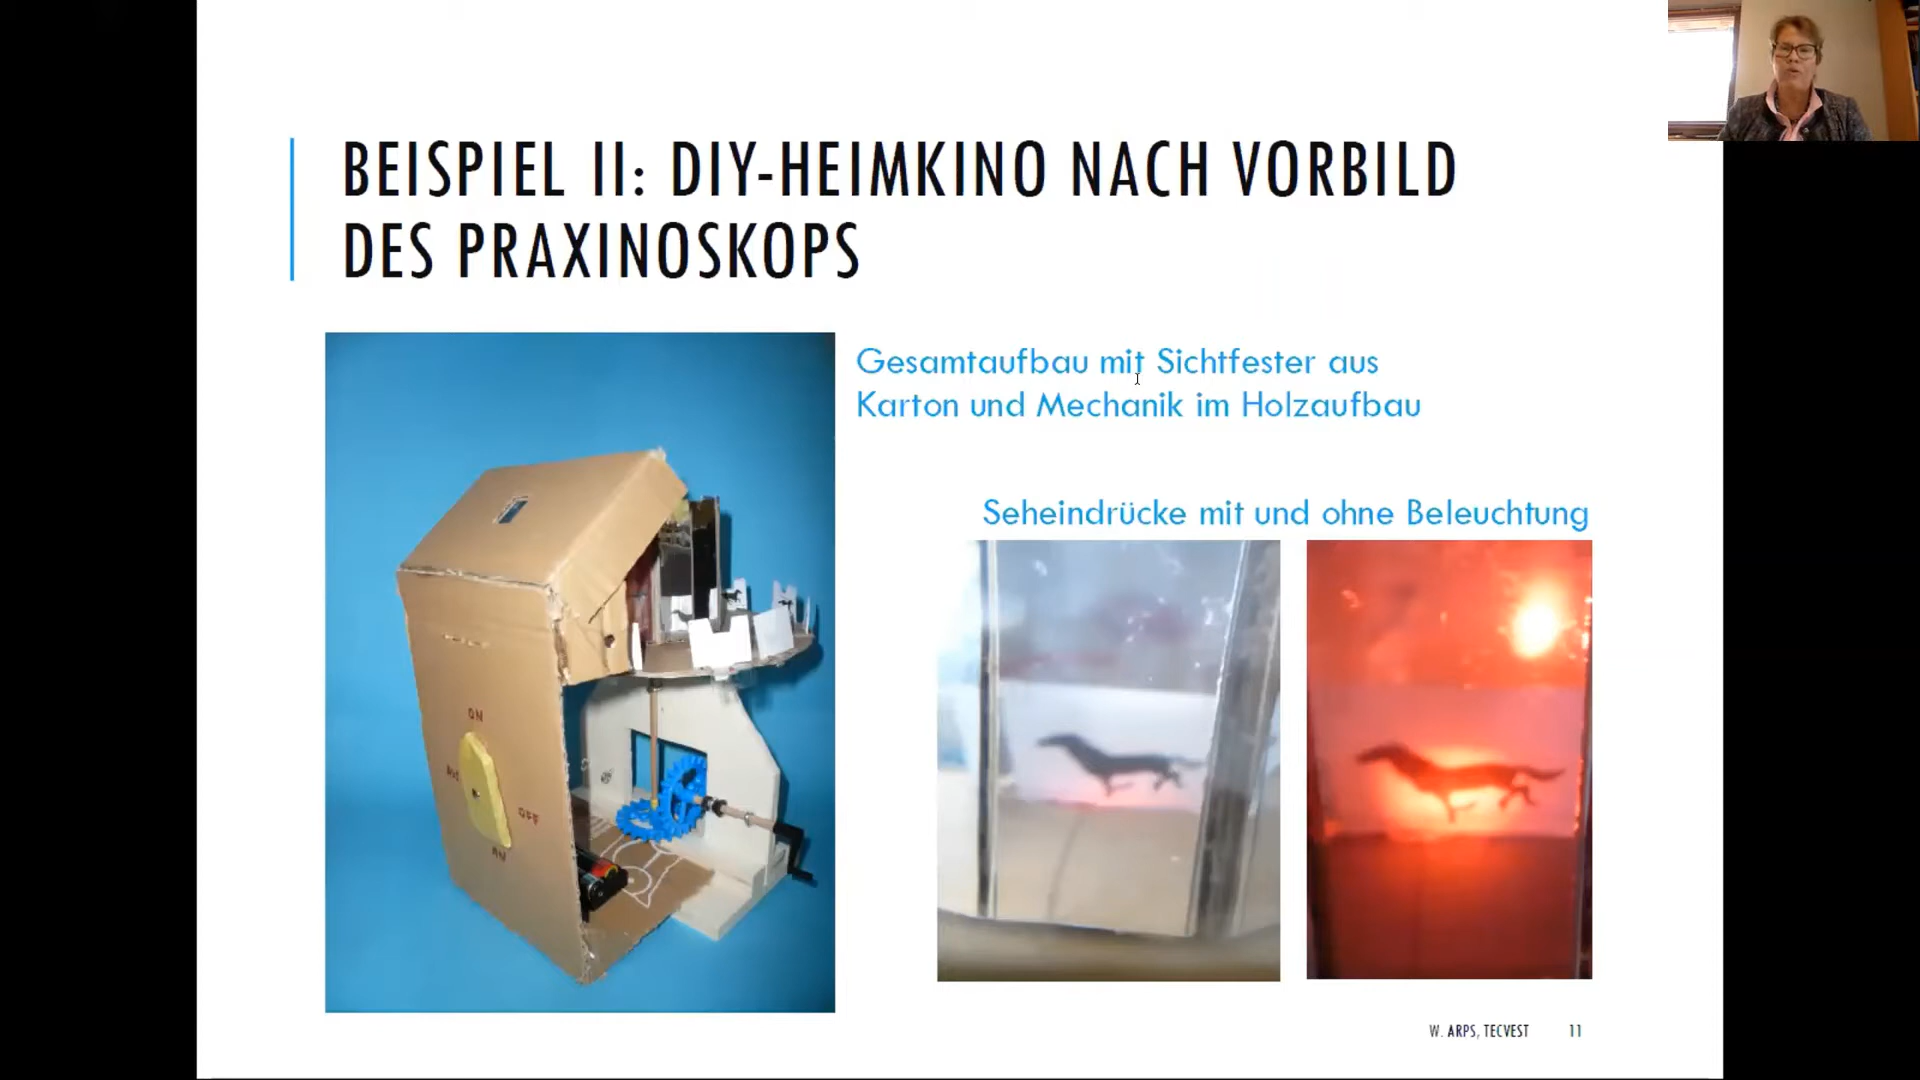 BEISPIEL II: DIY-HEIMKINO NACH VORBILD
DES PRAXINOSKOPS
Gesamtaufbau mit Sichtfester aus
Karton und Mechanik im Holzaufbau
Seheindrücke mit und ohne Beleuchtung
ON
OFF
W. ARPS, TECVEST 11